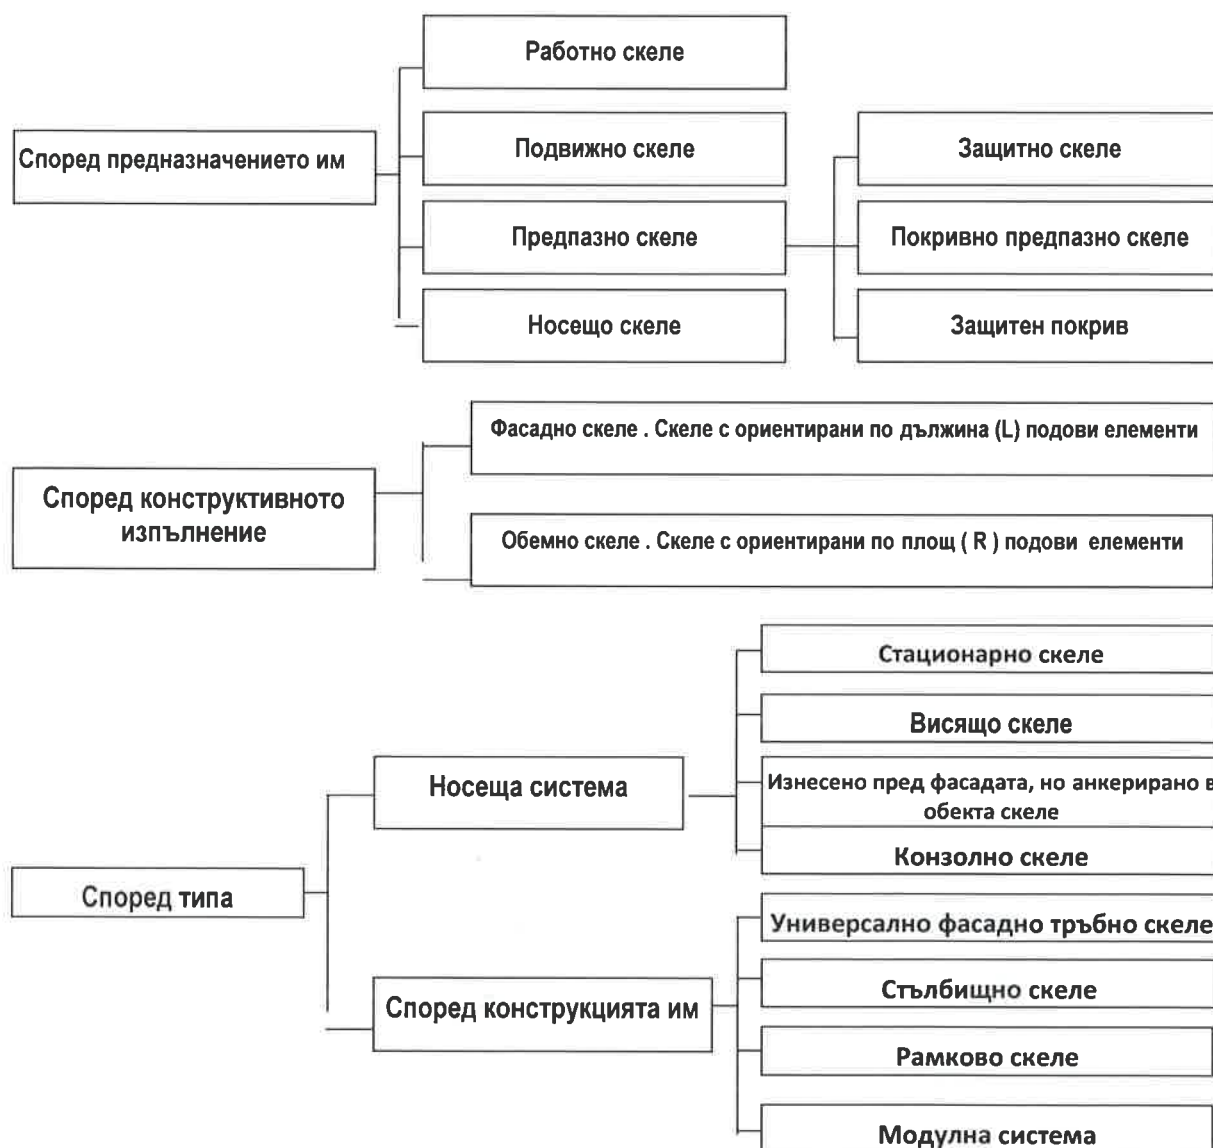 Работно скеле
Според предназначението им
Подвижно скеле
Защитно скеле
Предпазно скеле
Покривно предпазно скеле
Носещо скеле
Защитен покрив
Фасадно скеле . Скеле с ориентирани по дължина (L) подови елементи
Според конструктивното
изпълнение
Обемно скеле . Скеле с ориентирани по площ ( R ) подови елементи
Стационарно скеле
Висящо скеле
Носеща система
Изнесено пред фасадата, но анкерирано в
обекта скеле
Конзолно скеле
Според типа
Универсално фасадно тръбно скеле
Стълбищно скеле
Според конструкцията им
Рамково скеле
Модулна система